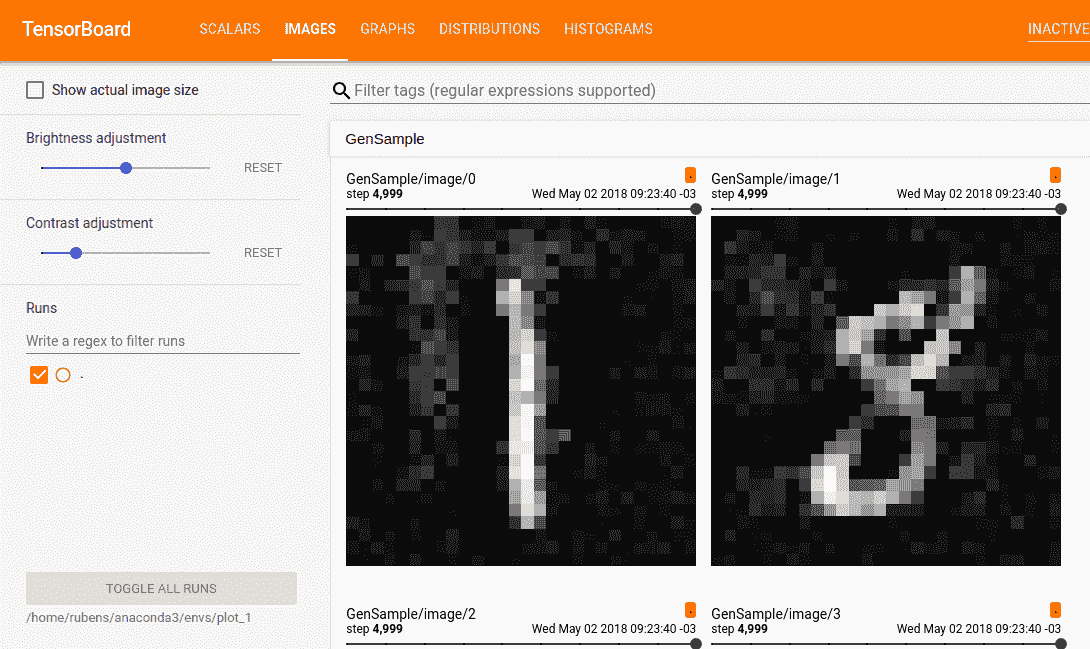 TensorBoard SCALARS IMAGES GRAPHS DISTRIBUTIONS HISTOGRAMS INACTIVE
Show actual image size
Filter tags (regular expressions supported)
Brightness adjustment
RESET
Contrast adjustment
RESET
Runs
Write a regex to filter runs
.
TOGGLE ALL RUNS
/home/rubens/anaconda3/envs/plot_1
GenSample
GenSample/image/0 .
step 4,999 Wed May 02 2018 09:23:40 -03
GenSample/image/1 .
step 4,999 Wed May 02 2018 09:23:40 -03
GenSample/image/2 .
step 4,999 Wed May 02 2018 09:23:40 -03
GenSample/image/3 .
step 4,999 Wed May 02 2018 09:23:40 -03
1
8